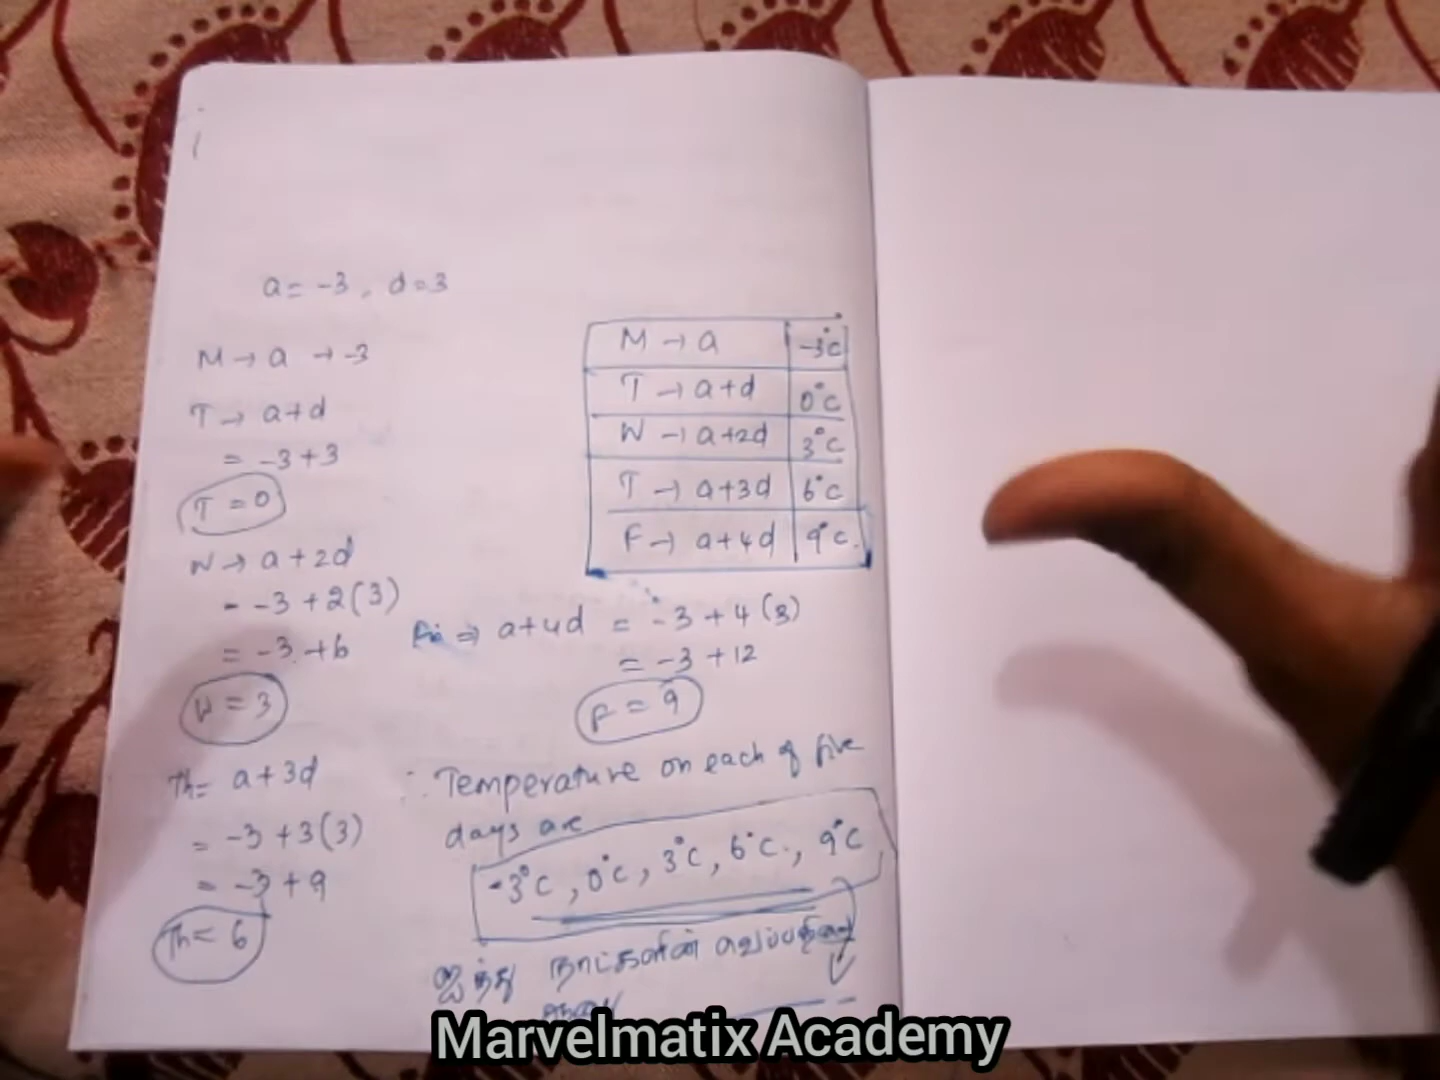 a = -3, d = 3
M → a → -3
T → a+d
= -3+3
T = 0
W → a+2d
= -3+2(3)
= -3+6
W = 3
Th = a+3d
= -3+3(3)
= -3+9
Th = 6
M → a -3°c
T → a+d 0°c
W → a+2d 3°c
T → a+3d 6°c
F → a+4d 9°c.
Fri ⇒ a+4d = -3+4(3)
= -3+12
F = 9
∴ Temperature on each of five
days are
-3°c, 0°c, 3°c, 6°c., 9°c
ஐந்து நாட்களின்
Marvelmatix Academy